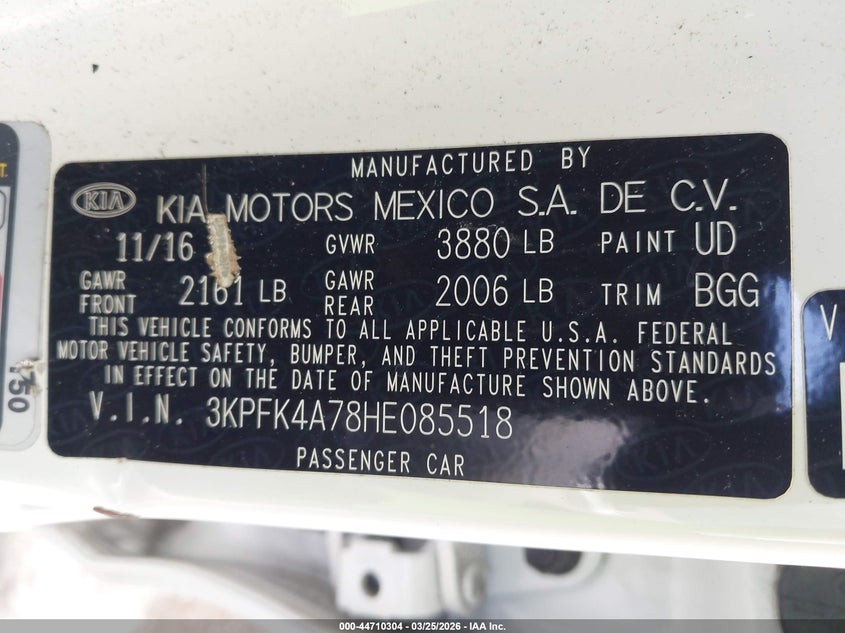 MANUFACTURED BY
KIA KIA MOTORS MEXICO S.A. DE C.V.
11/16 GVWR 3880 LB PAINT UD
GAWR FRONT 2161 LB GAWR REAR 2006 LB TRIM BGG
THIS VEHICLE CONFORMS TO ALL APPLICABLE U.S.A. FEDERAL
MOTOR VEHICLE SAFETY, BUMPER, AND THEFT PREVENTION STANDARDS
IN EFFECT ON THE DATE OF MANUFACTURE SHOWN ABOVE.
V.I.N. 3KPFK4A78HE085518
PASSENGER CAR
750
V
000-44710304 - 03/25/2026 - IAA Inc.